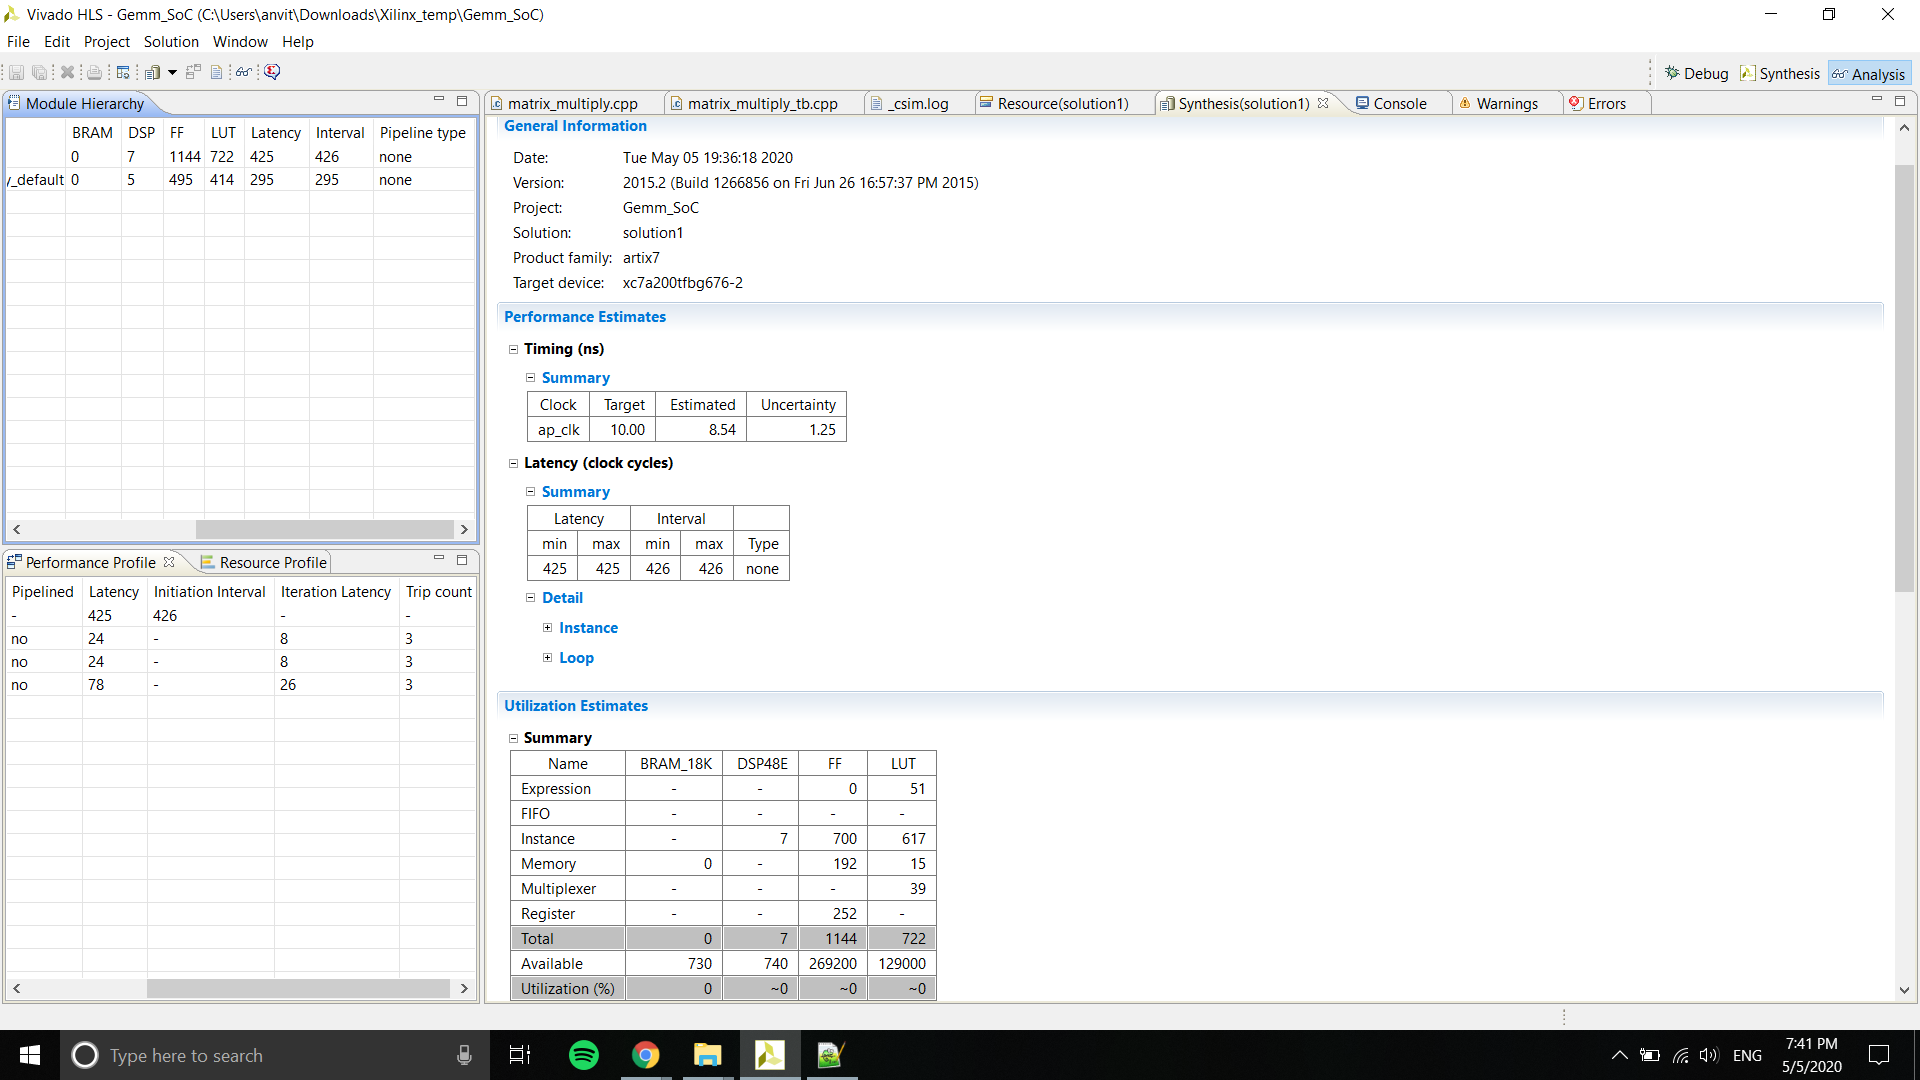 Vivado HLS - Gemm_SoC (C:\Users\anvit\Downloads\Xilinx_temp\Gemm_SoC)
File Edit Project Solution Window Help
Debug Synthesis Analysis
Module Hierarchy
BRAM DSP FF LUT Latency Interval Pipeline type
0 7 1144 722 425 426 none
y_default 0 5 495 414 295 295 none
Performance Profile Resource Profile
Pipelined Latency Initiation Interval Iteration Latency Trip count
- 425 426 - -
no 24 - 8 3
no 24 - 8 3
no 78 - 26 3
matrix_multiply.cpp matrix_multiply_tb.cpp _csim.log Resource(solution1) Synthesis(solution1) Console Warnings Errors
General Information
Date: Tue May 05 19:36:18 2020
Version: 2015.2 (Build 1266856 on Fri Jun 26 16:57:37 PM 2015)
Project: Gemm_SoC
Solution: solution1
Product family: artix7
Target device: xc7a200tfbg676-2
Performance Estimates
Timing (ns)
Summary
Clock Target Estimated Uncertainty
ap_clk 10.00 8.54 1.25
Latency (clock cycles)
Summary
Latency Interval
min max min max Type
425 425 426 426 none
Detail
Instance
Loop
Utilization Estimates
Summary
Name BRAM_18K DSP48E FF LUT
Expression - - 0 51
FIFO - - - -
Instance - 7 700 617
Memory 0 - 192 15
Multiplexer - - - 39
Register - - 252 -
Total 0 7 1144 722
Available 730 740 269200 129000
Utilization (%) 0 ~0 ~0 ~0
Type here to search
ENG
7:41 PM
5/5/2020